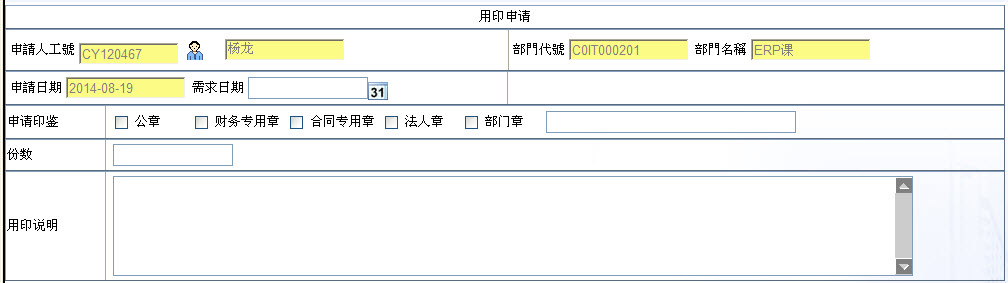 用印申请
申請人工號 CY120467 杨龙 部門代號 C0IT000201 部門名稱 ERP课
申請日期 2014-08-19 需求日期 31
申请印鉴 公章 财务专用章 合同专用章 法人章 部门章
份数
用印说明